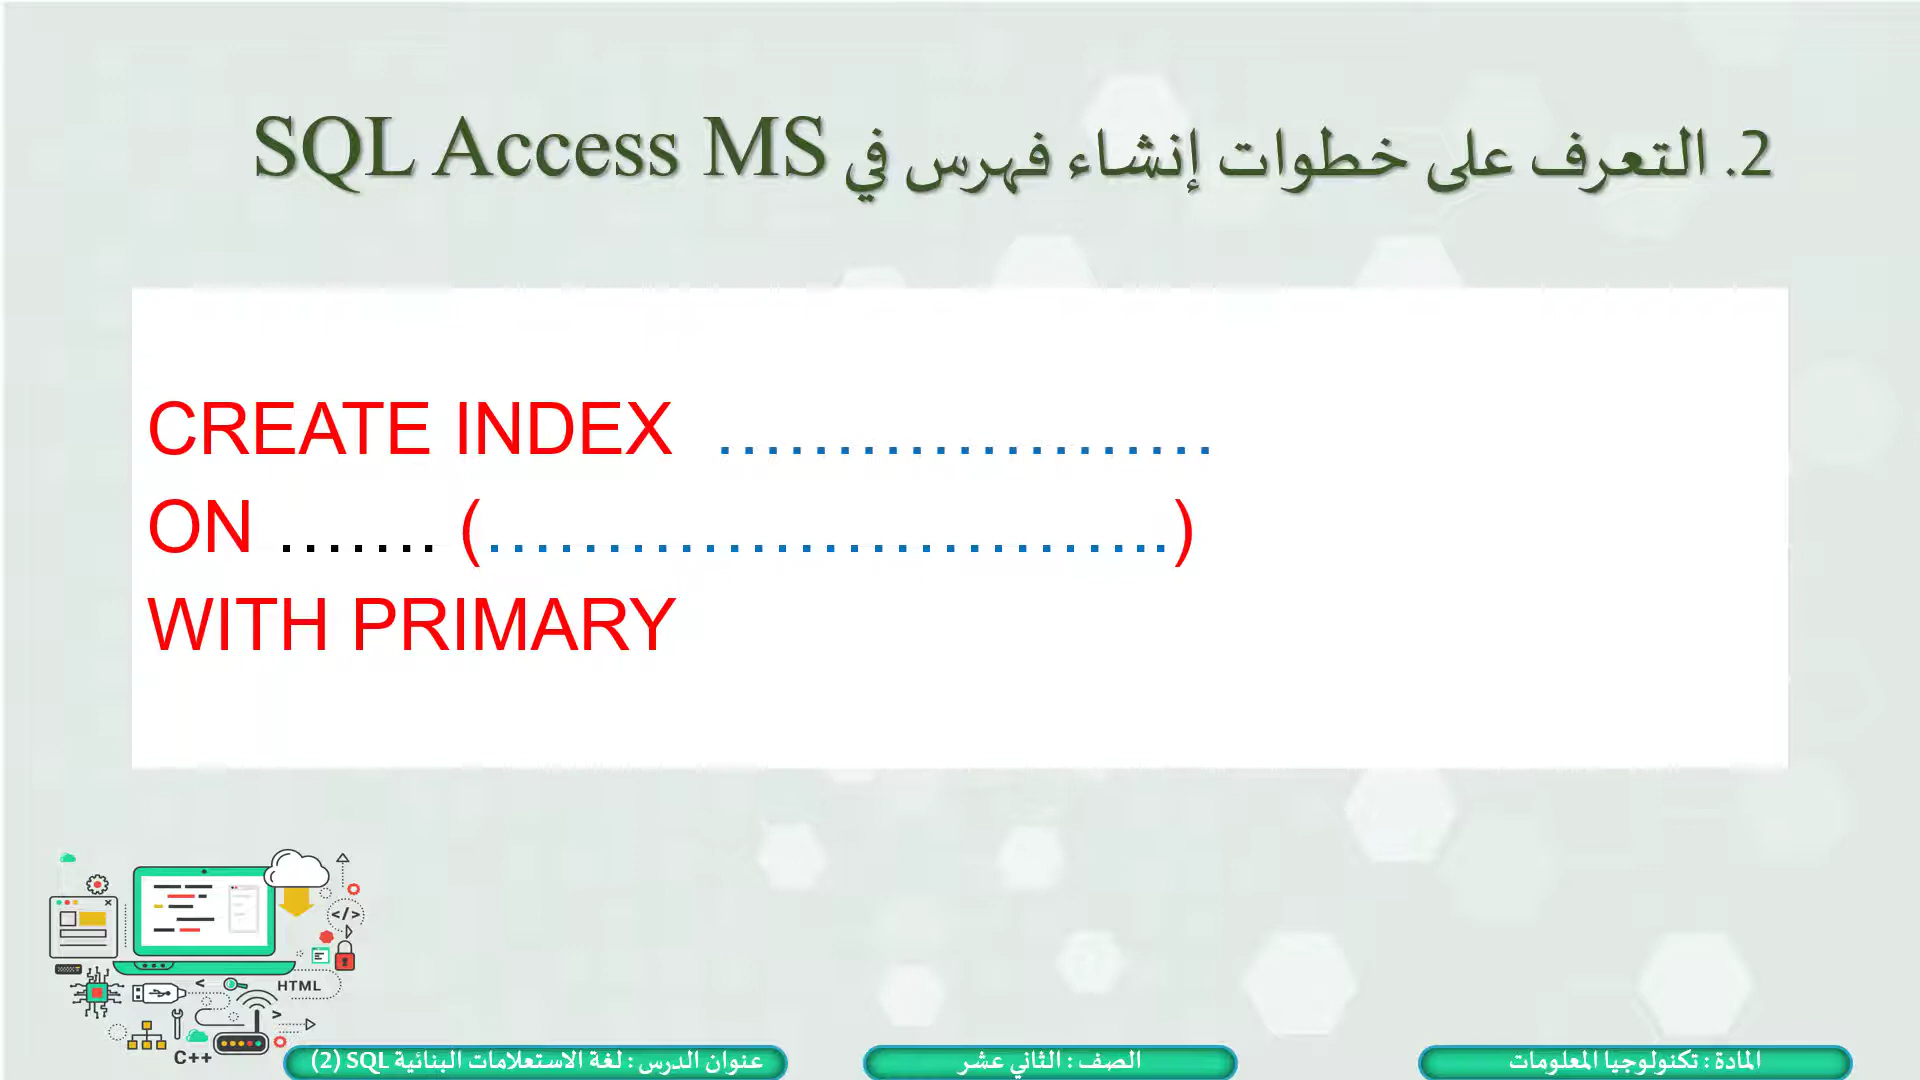 2. التعرف على خطوات إنشاء فهرس في SQL Access MS
CREATE INDEX .....................
ON ....... (.............................)
WITH PRIMARY
</>
HTML
C++
المادة : تكنولوجيا المعلومات
الصف : الثاني عشر
عنوان الدرس : لغة الاستعلامات البنائية SQL (2)